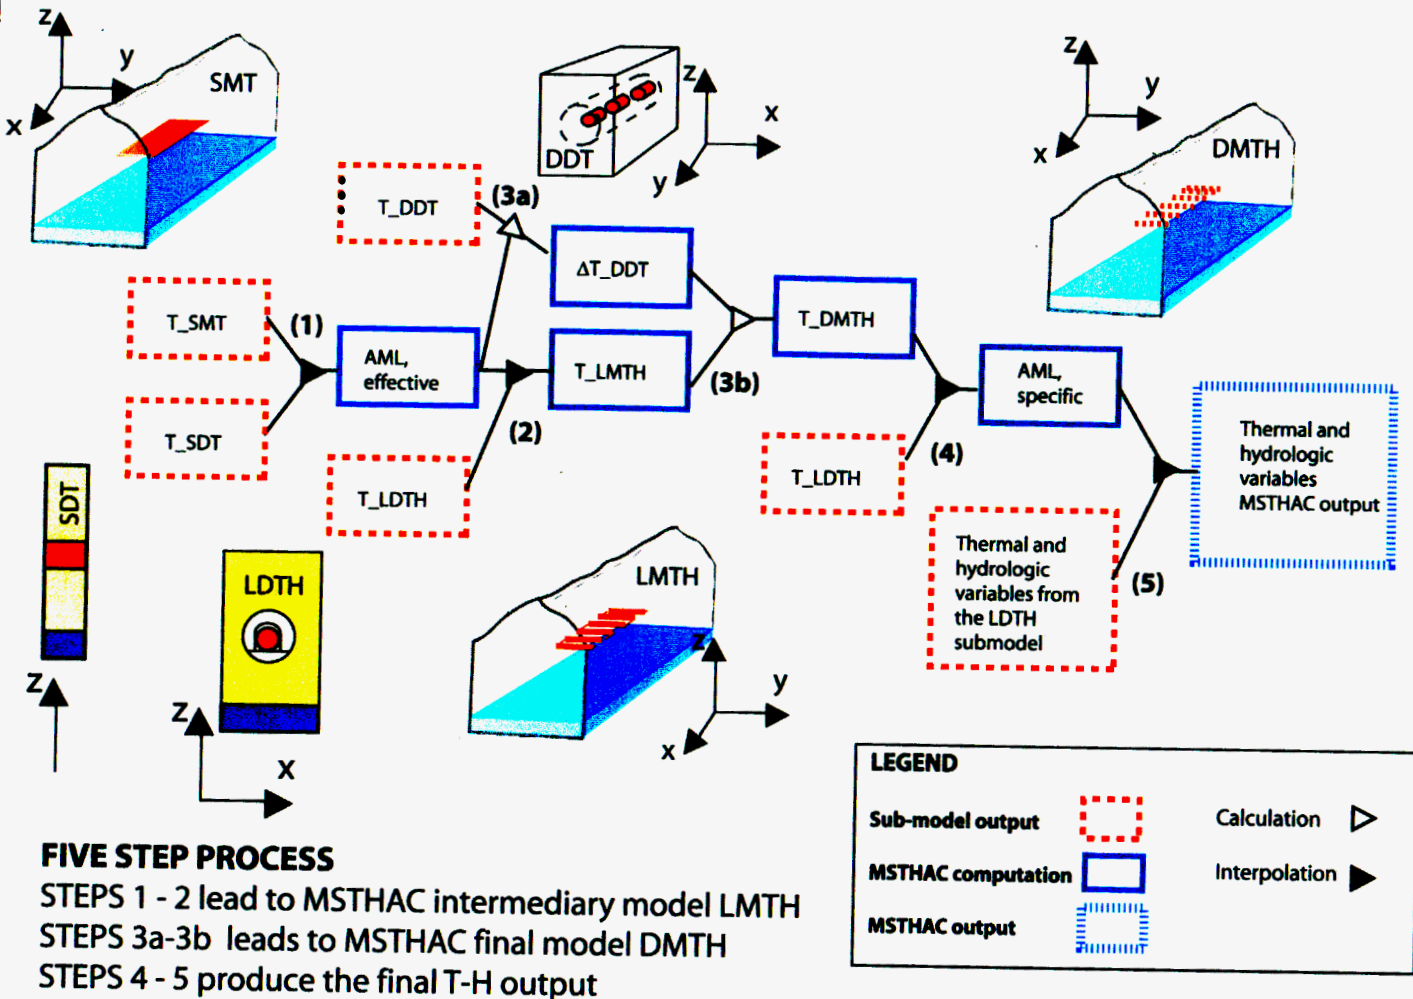 z
y
x
SMT
DDT
z
x
y
z
y
x
DMTH
T_DDT
(3a)
ΔT_DDT
T_SMT
(1)
AML,
effective
T_LMTH
(3b)
T_DMTH
AML,
specific
T_SDT
(2)
T_LDTH
T_LDTH
(4)
Thermal and
hydrologic
variables
MSTHAC output
Thermal and
hydrologic
variables from
the LDTH
submodel
(5)
SDT
Z
LDTH
Z
X
LMTH
Z
y
x
LEGEND
Sub-model output
Calculation
MSTHAC computation
Interpolation
MSTHAC output
FIVE STEP PROCESS
STEPS 1 - 2 lead to MSTHAC intermediary model LMTH
STEPS 3a-3b leads to MSTHAC final model DMTH
STEPS 4 - 5 produce the final T-H output